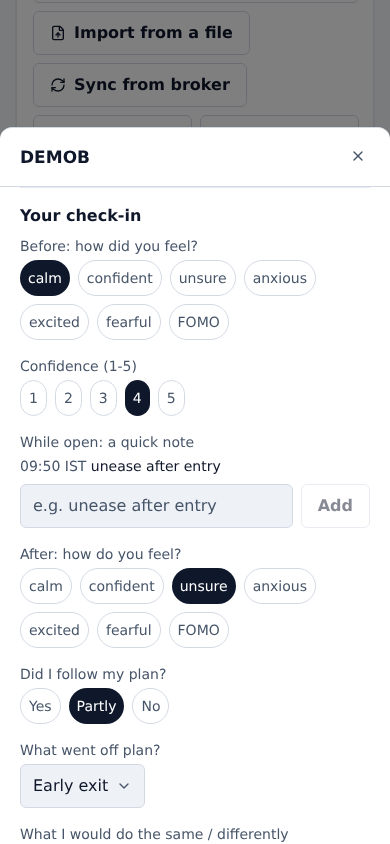 Import from a file
Sync from broker
DEMOB
Your check-in
Before: how did you feel?
calm confident unsure anxious
excited fearful FOMO
Confidence (1-5)
1 2 3 4 5
While open: a quick note
09:50 IST unease after entry
e.g. unease after entry Add
After: how do you feel?
calm confident unsure anxious
excited fearful FOMO
Did I follow my plan?
Yes Partly No
What went off plan?
Early exit
What I would do the same / differently